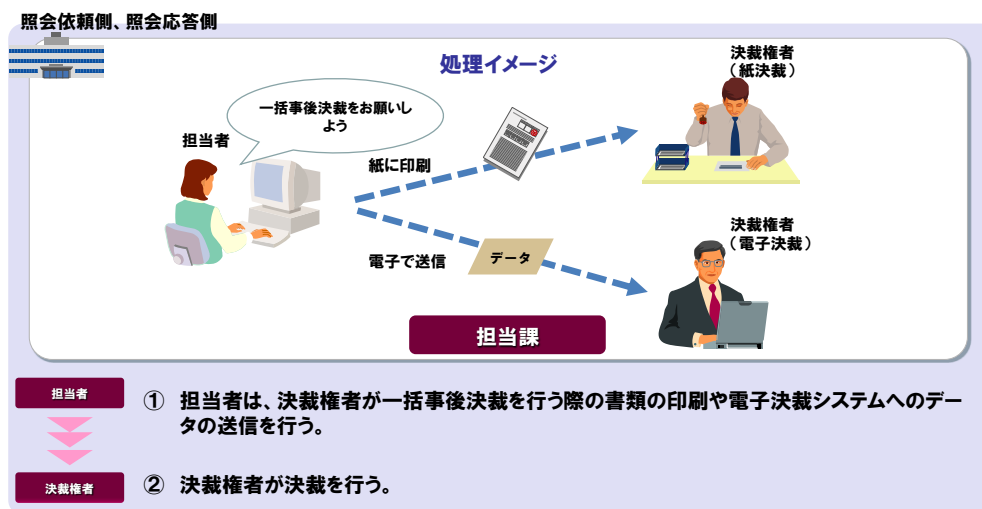 照会依頼側、照会応答側
処理イメージ
一括事後決裁をお願いし
よう
担当者
紙に印刷
決裁権者
（紙決裁）
電子で送信
データ
決裁権者
（電子決裁）
担当課
担当者
① 担当者は、決裁権者が一括事後決裁を行う際の書類の印刷や電子決裁システムへのデー
タの送信を行う。
決裁権者
② 決裁権者が決裁を行う。